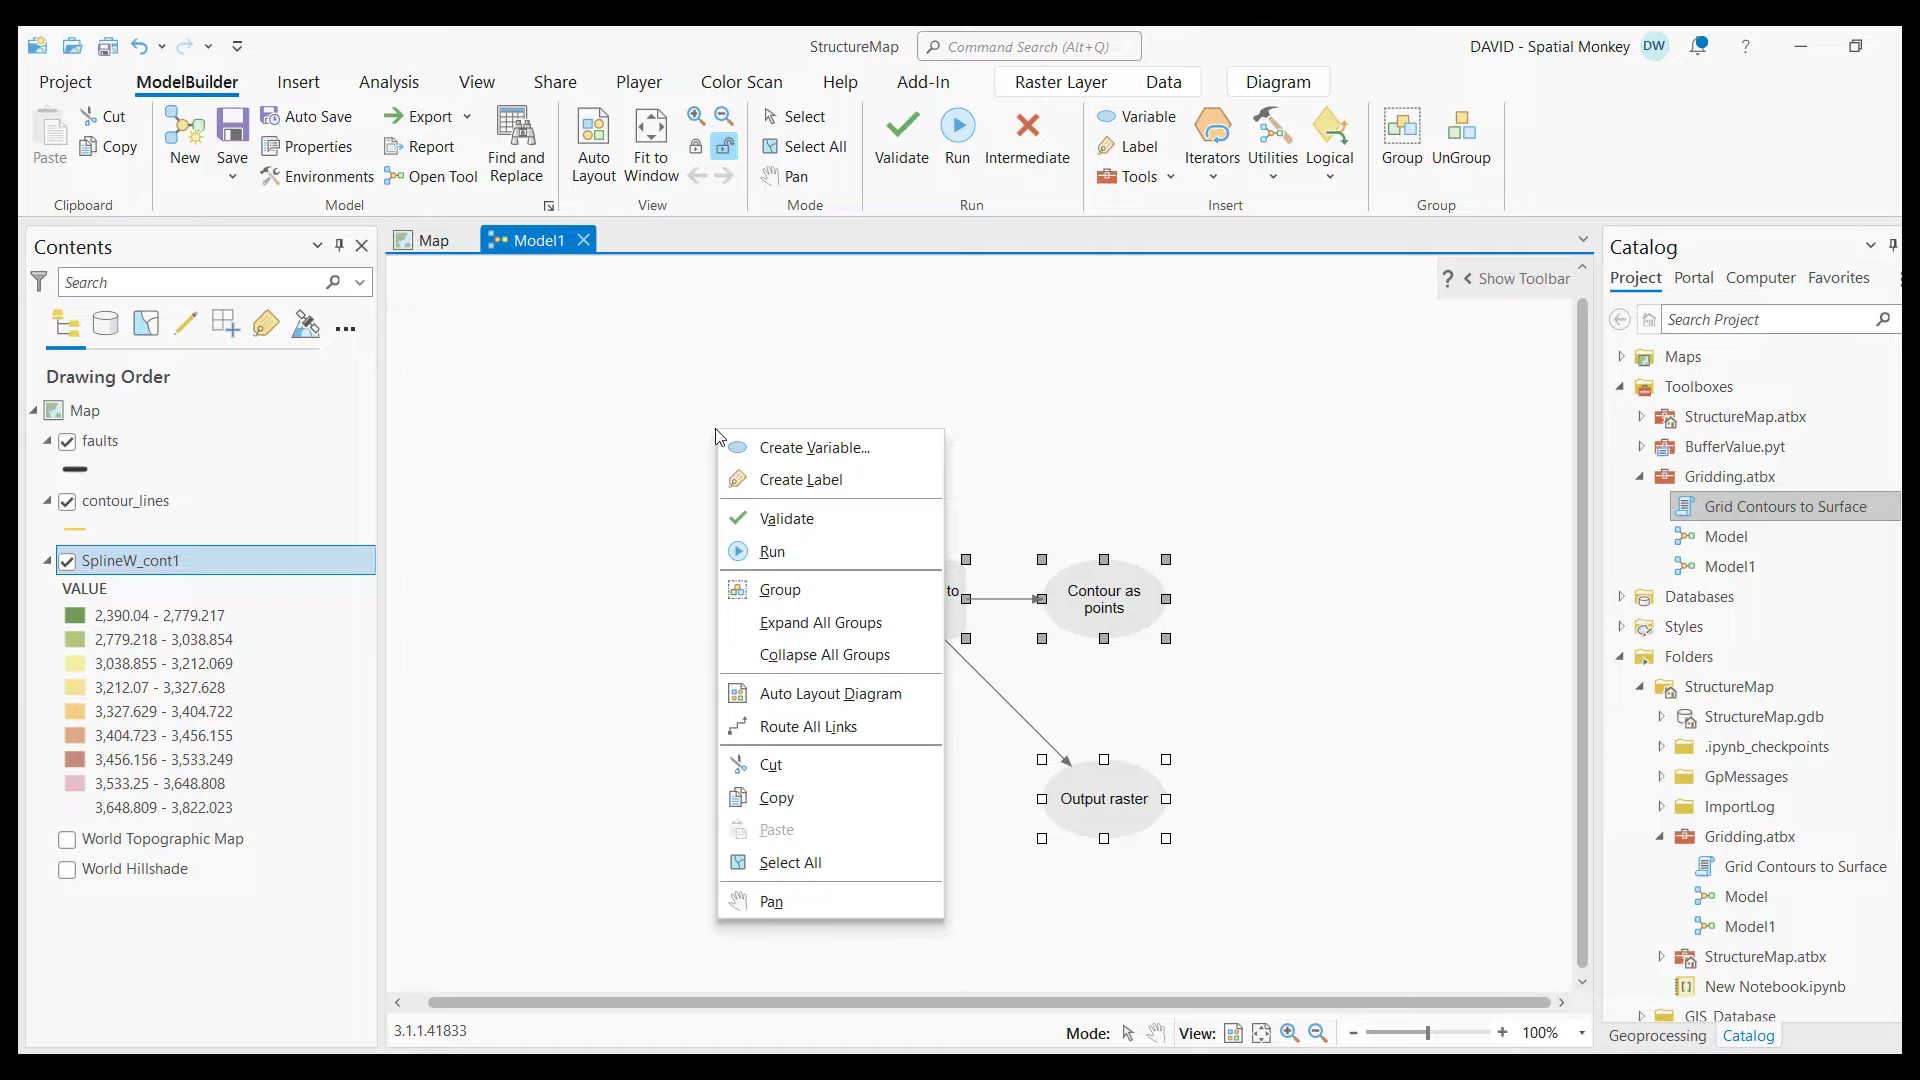 StructureMap
Command Search (Alt+Q)
DAVID - Spatial Monkey
DW
?
Project
ModelBuilder
Insert
Analysis
View
Share
Player
Color Scan
Help
Add-In
Raster Layer
Data
Diagram
Paste
Cut
Copy
Clipboard
New
Save
Auto Save
Properties
Environments
Export
Report
Open Tool
Find and
Replace
Model
Auto
Layout
Fit to
Window
View
Select
Select All
Pan
Mode
Validate
Run
Intermediate
Run
Variable
Label
Tools
Iterators
Utilities
Logical
Insert
Group
UnGroup
Group
Contents
Search
Drawing Order
Map
faults
contour_lines
SplineW_cont1
VALUE
2,390.04 - 2,779.217
2,779.218 - 3,038.854
3,038.855 - 3,212.069
3,212.07 - 3,327.628
3,327.629 - 3,404.722
3,404.723 - 3,456.155
3,456.156 - 3,533.249
3,533.25 - 3,648.808
3,648.809 - 3,822.023
World Topographic Map
World Hillshade
Map
Model1
? Show Toolbar
Create Variable...
Create Label
Validate
Run
Group
Expand All Groups
Collapse All Groups
Auto Layout Diagram
Route All Links
Cut
Copy
Paste
Select All
Pan
to
Contour as
points
Output raster
3.1.1.41833
Mode:
View:
100%
Catalog
Project
Portal
Computer
Favorites
Search Project
Maps
Toolboxes
StructureMap.atbx
BufferValue.pyt
Gridding.atbx
Grid Contours to Surface
Model
Model1
Databases
Styles
Folders
StructureMap
StructureMap.gdb
.ipynb_checkpoints
GpMessages
ImportLog
Gridding.atbx
Grid Contours to Surface
Model
Model1
StructureMap.atbx
New Notebook.ipynb
GIS_Database
Geoprocessing
Catalog